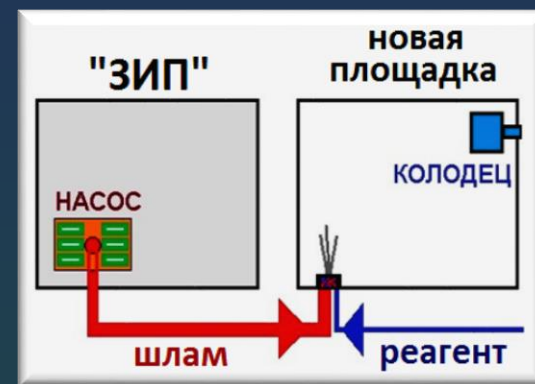 "ЗИП"
новая
площадка
НАСОС
КОЛОДЕЦ
шлам
реагент